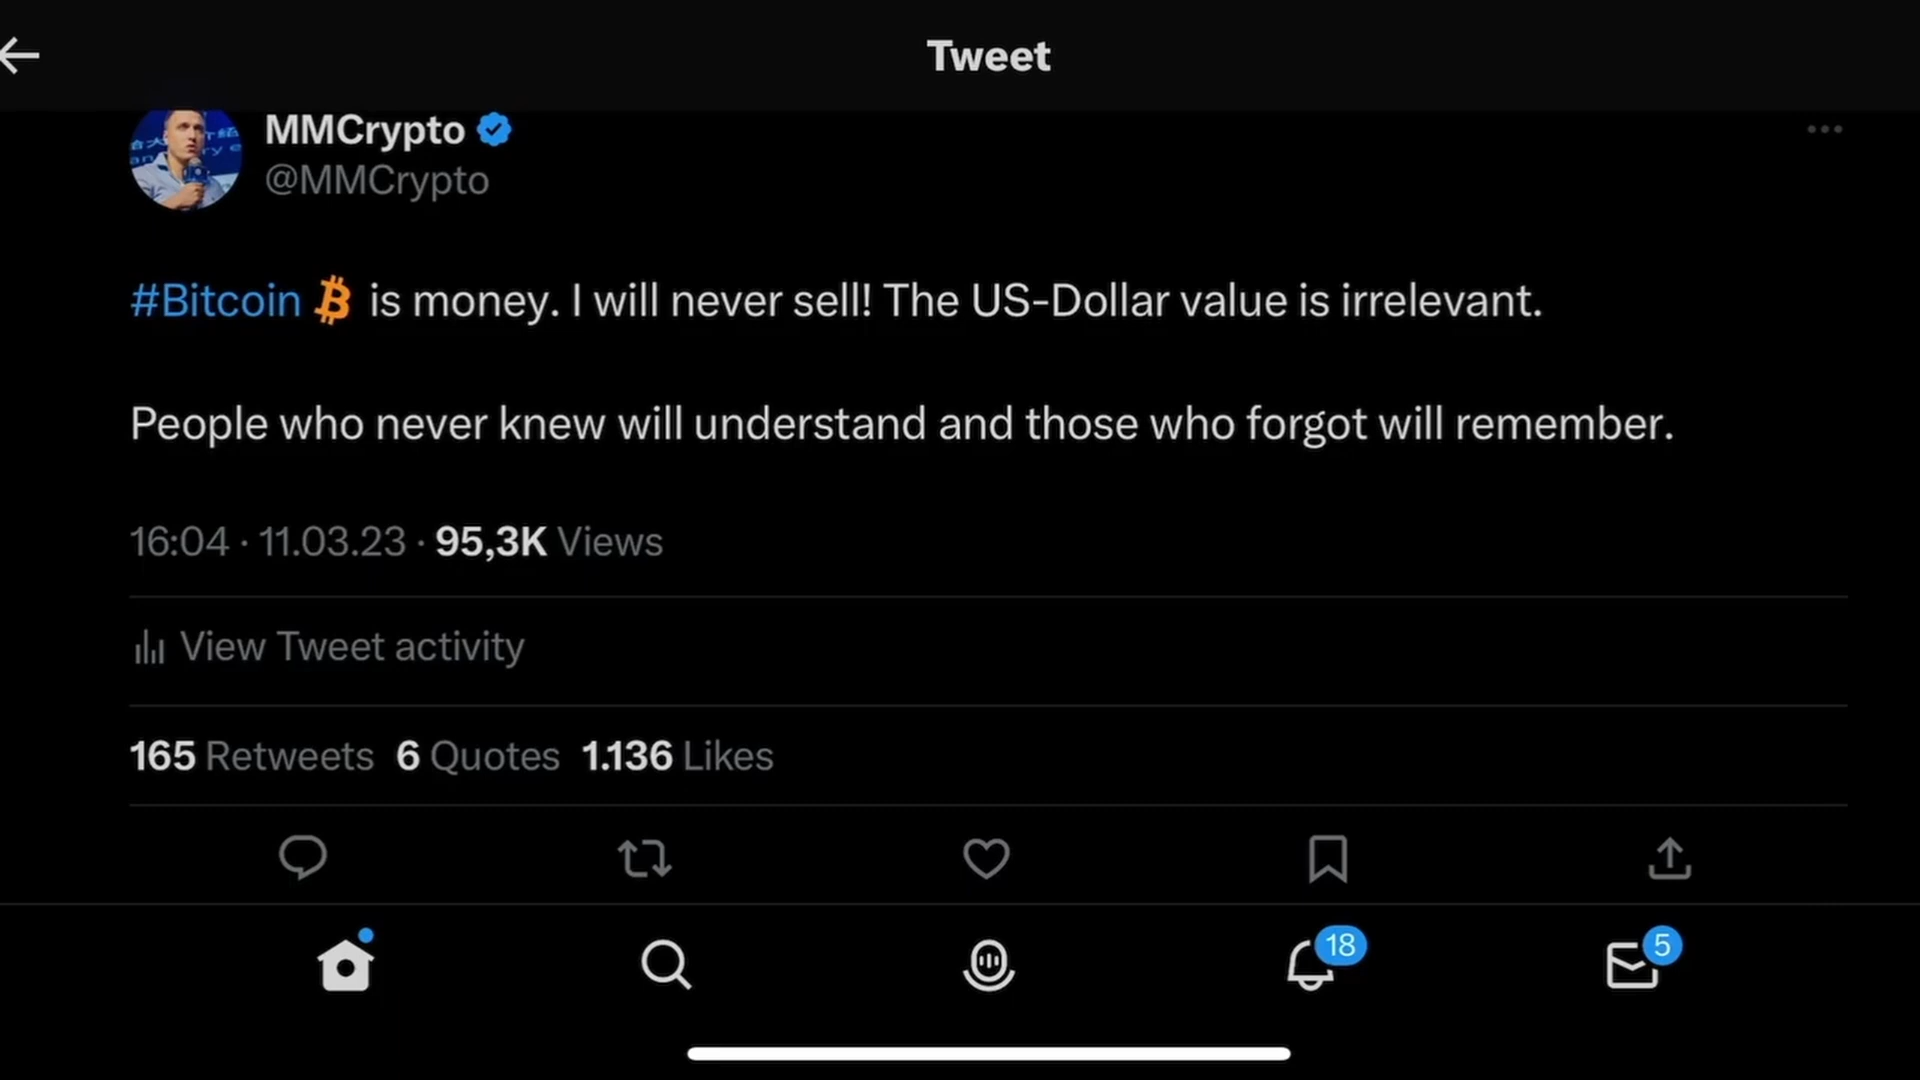 Tweet
MMCrypto
@MMCrypto
#Bitcoin ₿ is money. I will never sell! The US-Dollar value is irrelevant.
People who never knew will understand and those who forgot will remember.
16:04 · 11.03.23 · 95,3K Views
View Tweet activity
165 Retweets 6 Quotes 1.136 Likes
18
5